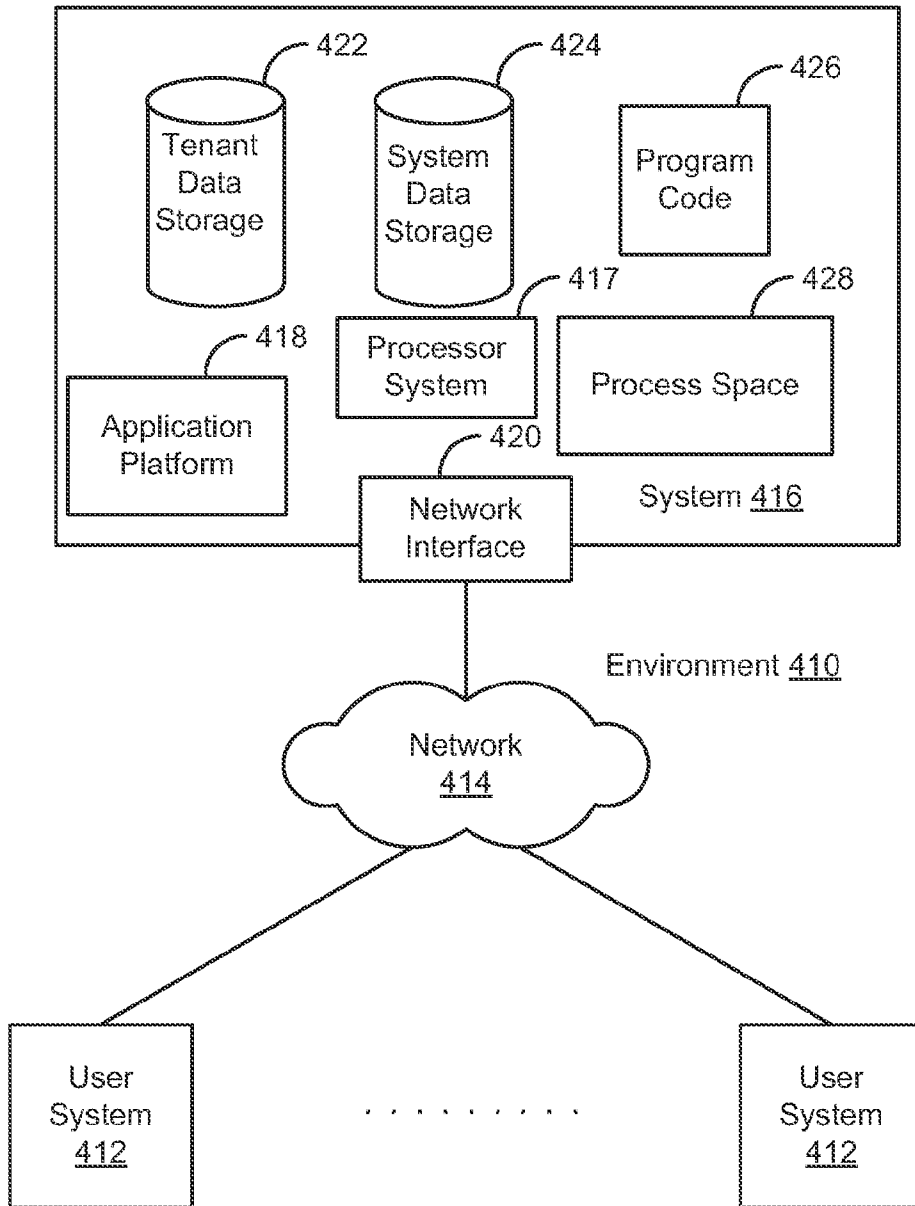 422
424
426
Tenant
Data
Storage
System
Data
Storage
Program
Code
417
428
418
Processor
System
Process Space
Application
Platform
420
System 416
Network
Interface
Environment 410
Network
414
User
System
412
. . . . . . . . .
User
System
412